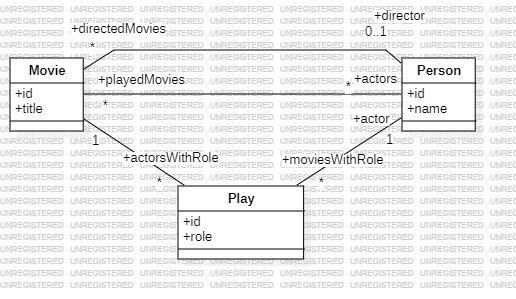 +directedMovies
+director
*
0..1
Movie
+id
+title
Person
+id
+name
+playedMovies
*
+actors
*
+actor
1
1
+actorsWithRole
*
+moviesWithRole
*
Play
+id
+role
UNREGISTERED